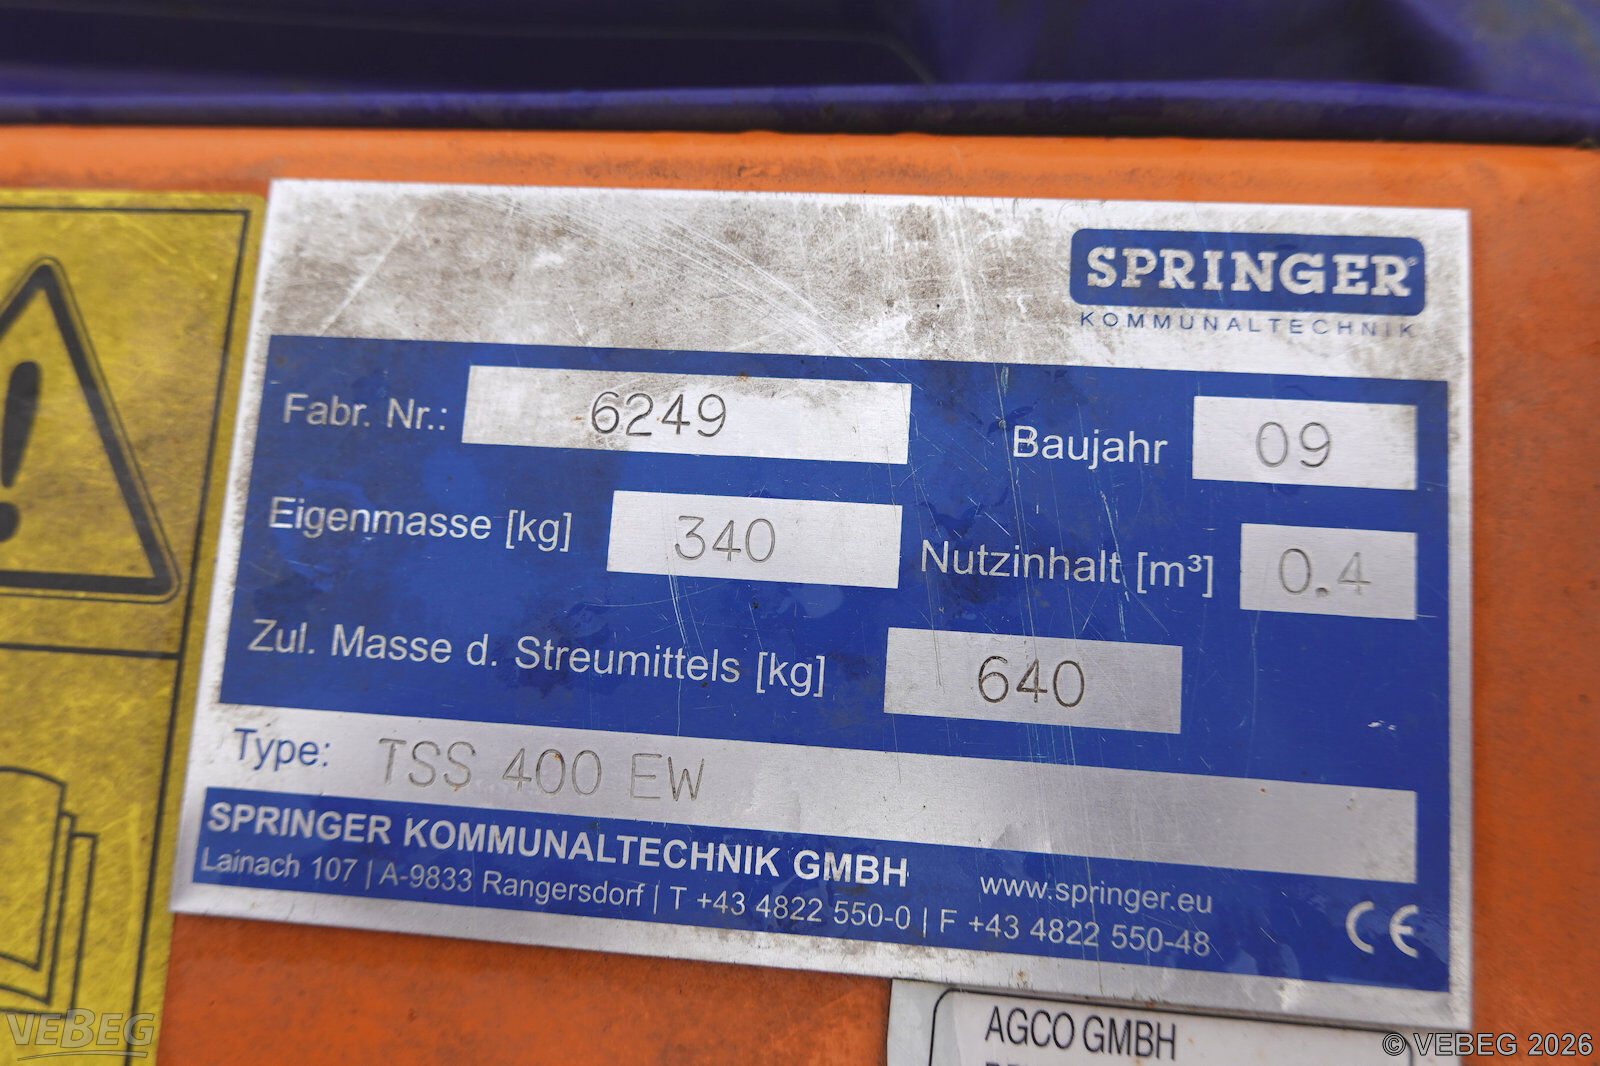 SPRINGER®
KOMMUNALTECHNIK
Fabr. Nr.: 6249
Baujahr 09
Eigenmasse [kg] 340
Nutzinhalt [m³] 0.4
Zul. Masse d. Streumittels [kg] 640
Type: TSS 400 EW
SPRINGER KOMMUNALTECHNIK GMBH
www.springer.eu
Lainach 107 | A-9833 Rangersdorf | T +43 4822 550-0 | F +43 4822 550-48
CE
AGCO GMBH
VEBEG
© VEBEG 2026